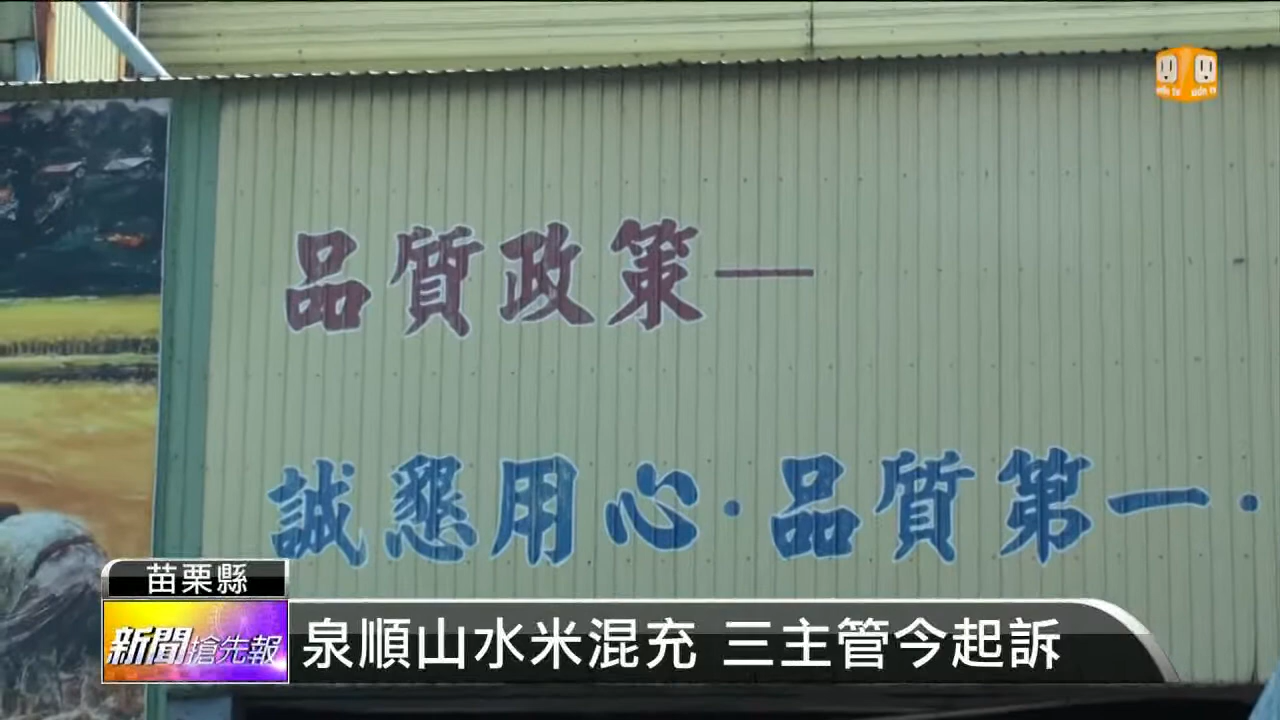 品質政策—
誠懇用心·品質第一·
苗栗縣
新聞搶先報
泉順山水米混充 三主管今起訴